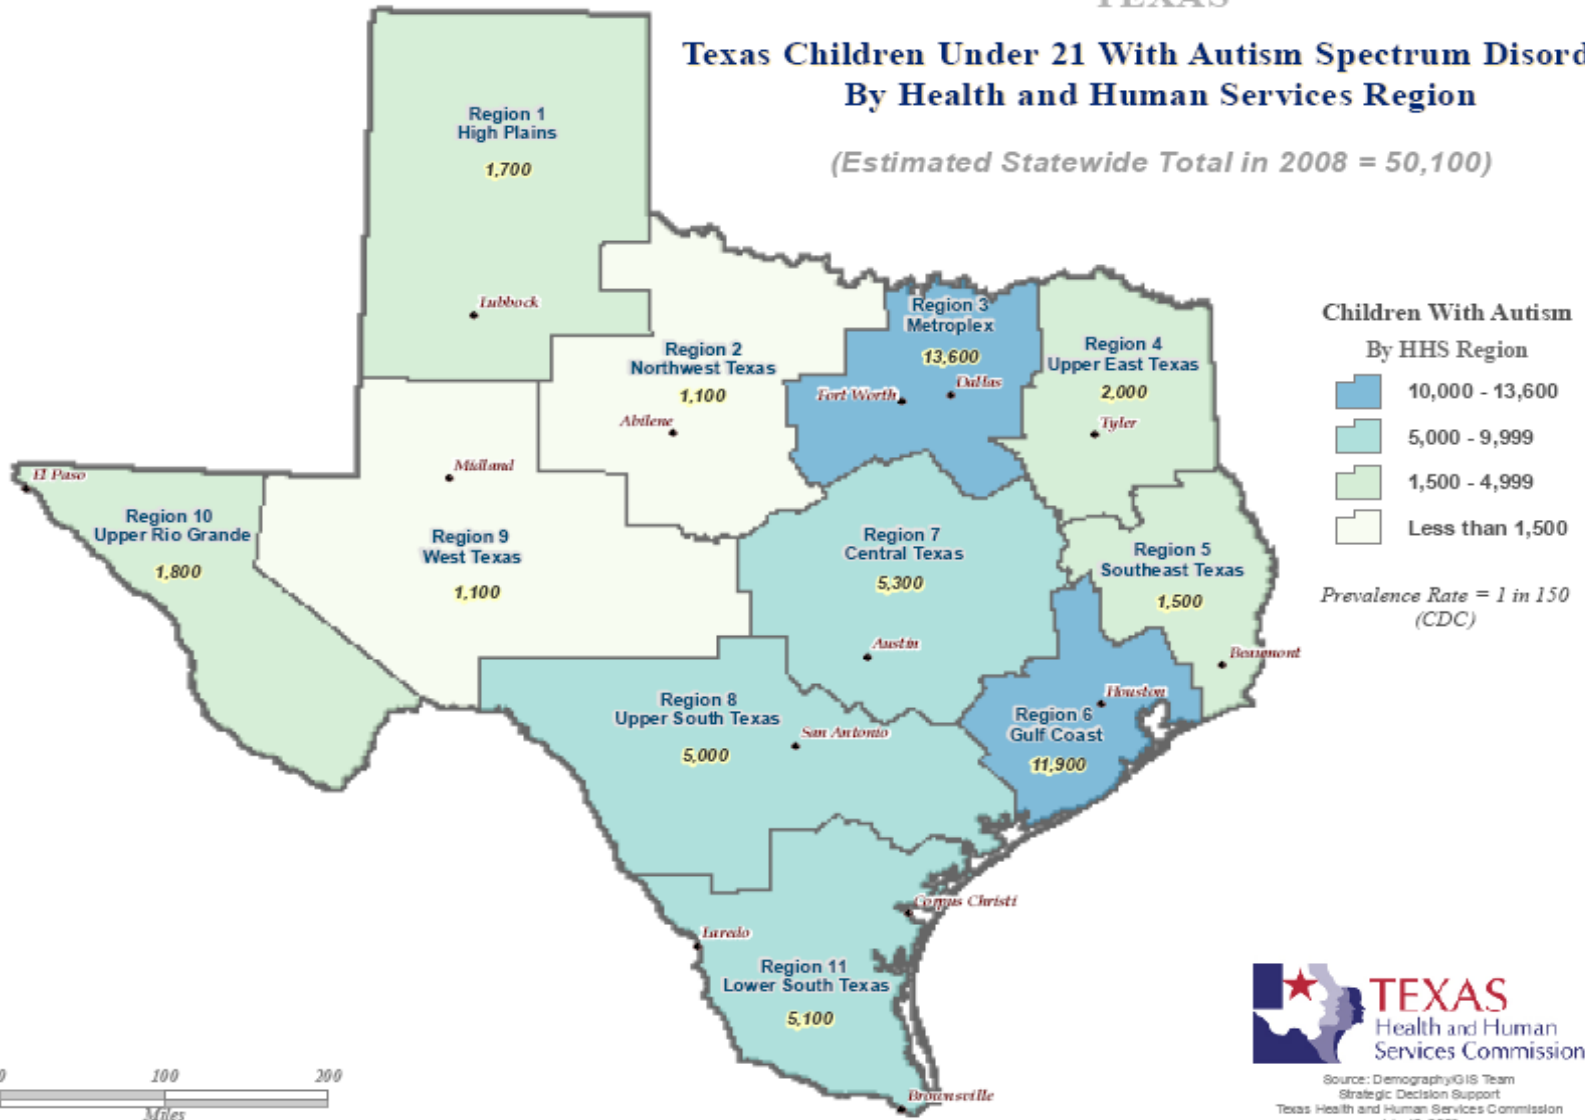 TEXAS
Texas Children Under 21 With Autism Spectrum Disord
By Health and Human Services Region
(Estimated Statewide Total in 2008 = 50,100)
Region 1
High Plains
1,700
Lubbock
Region 2
Northwest Texas
1,100
Abilene
Region 3
Metroplex
13,600
Fort Worth
Dallas
Region 4
Upper East Texas
2,000
Tyler
Children With Autism
By HHS Region
10,000 - 13,600
5,000 - 9,999
1,500 - 4,999
Less than 1,500
Prevalence Rate = 1 in 150
(CDC)
El Paso
Region 10
Upper Rio Grande
1,800
Midland
Region 9
West Texas
1,100
Region 7
Central Texas
5,300
Austin
Region 5
Southeast Texas
1,500
Beaumont
Region 8
Upper South Texas
5,000
San Antonio
Houston
Region 6
Gulf Coast
11,900
Corpus Christi
Laredo
Region 11
Lower South Texas
5,100
Brownsville
0 100 200
Miles
TEXAS
Health and Human
Services Commission
Source: Demography/GIS Team
Strategic Decision Support
Texas Health and Human Services Commission